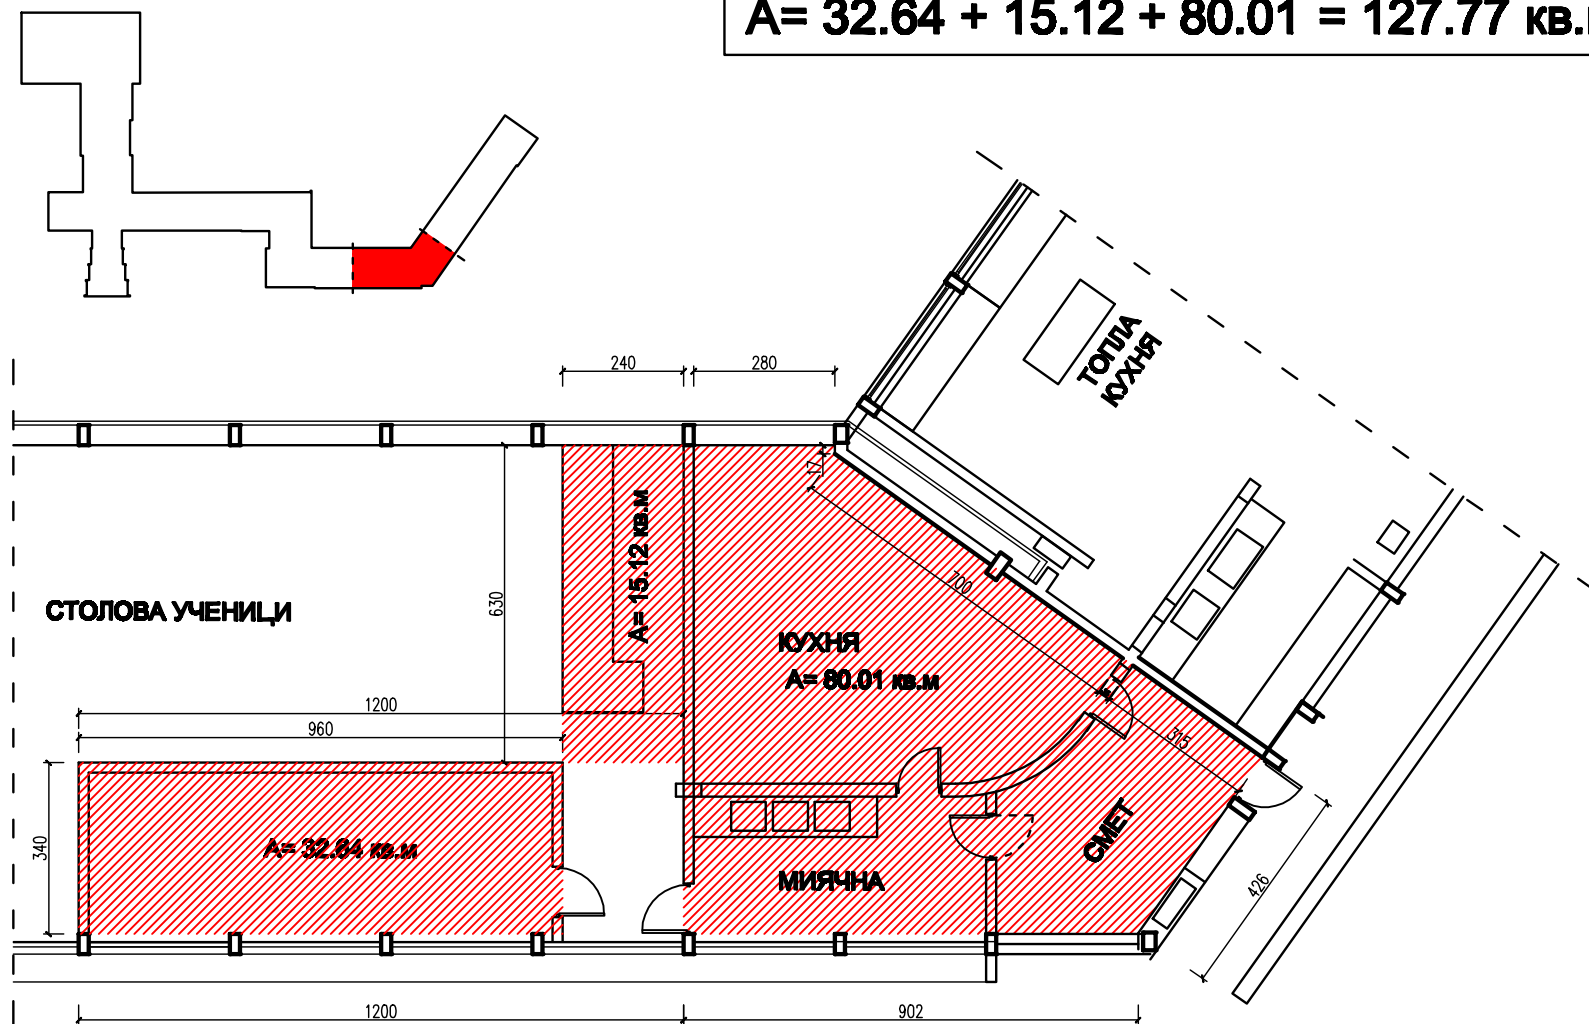 A= 32.64 + 15.12 + 80.01 = 127.77 кв.
ТОПЛА
КУХНЯ
240
280
17
A= 15.12 кв.м
700
630
СТОЛОВА УЧЕНИЦИ
КУХНЯ
A= 80.01 кв.м
1200
960
315
340
A= 32.64 кв.м
СМЕТ
МИЯЧНА
426
1200
902